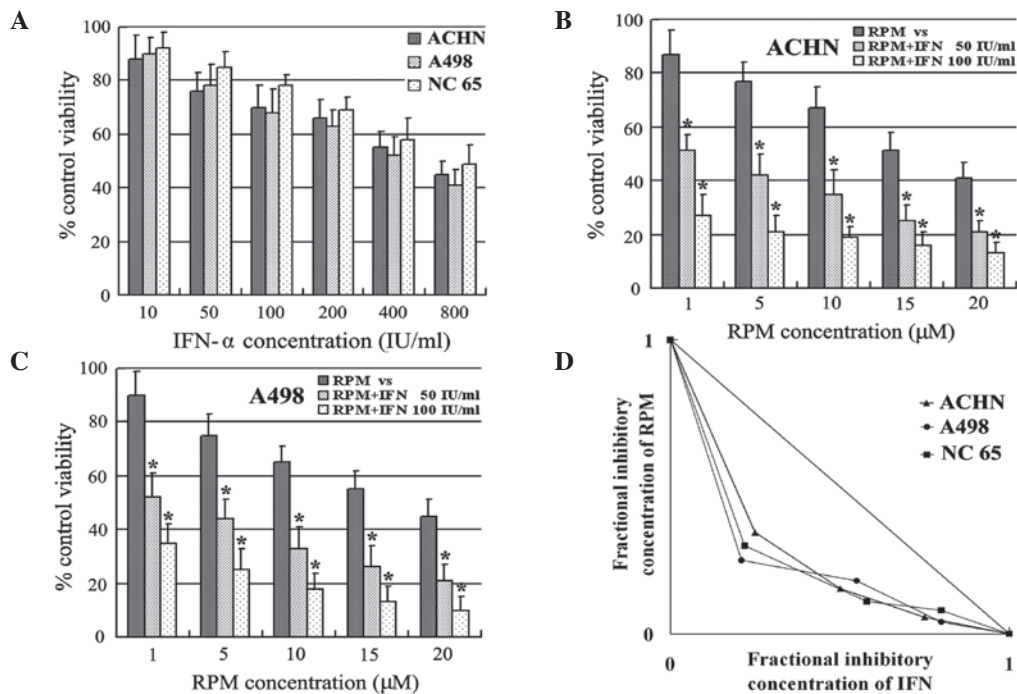 A
100
80
60
40
20
0
% control viability
ACHN
A498
NC 65
10 50 100 200 400 800
IFN-α concentration (IU/ml)
B
100
80
60
40
20
0
% control viability
ACHN
RPM vs
RPM+IFN 50 IU/ml
RPM+IFN 100 IU/ml
* * * * * * * * * *
1 5 10 15 20
RPM concentration (μM)
C
100
80
60
40
20
0
% control viability
A498
RPM vs
RPM+IFN 50 IU/ml
RPM+IFN 100 IU/ml
* * * * * * * * * *
1 5 10 15 20
RPM concentration (μM)
D
1
0
Fractional inhibitory
concentration of RPM
ACHN
A498
NC 65
0 1
Fractional inhibitory
concentration of IFN